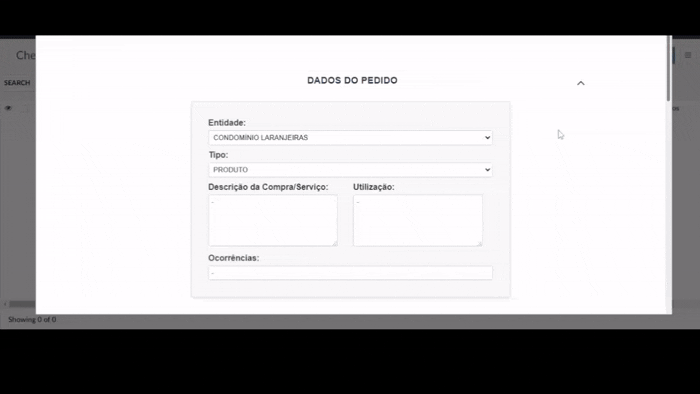 Che
SEARCH
DADOS DO PEDIDO
Entidade:
CONDOMÍNIO LARANJEIRAS
Tipo:
PRODUTO
Descrição da Compra/Serviço: Utilização:
- -
Ocorrências:
-
Showing 0 of 0